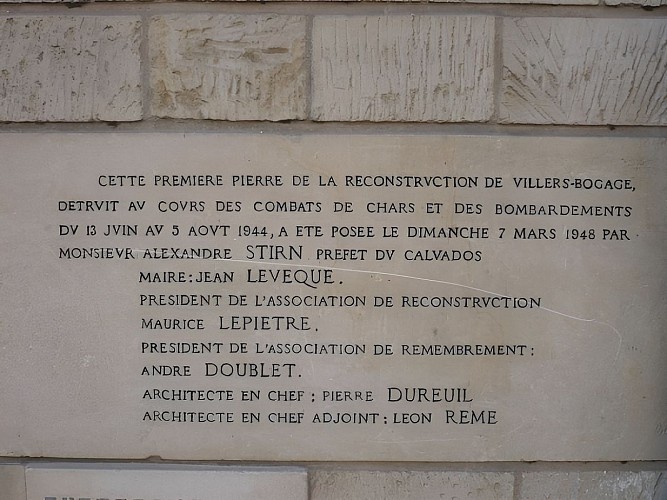 CETTE PREMIERE PIERRE DE LA RECONSTRVCTION DE VILLERS-BOGAGE,
DETRVIT AV COVRS DES COMBATS DE CHARS ET DES BOMBARDEMENTS
DV 13 JVIN AV 5 AOVT 1944, A ETE POSEE LE DIMANCHE 7 MARS 1948 PAR
MONSIEVR ALEXANDRE STIRN PREFET DV CALVADOS
MAIRE: JEAN LEVEQUE.
PRESIDENT DE L'ASSOCIATION DE RECONSTRVCTION
MAURICE LEPIETRE.
PRESIDENT DE L'ASSOCIATION DE REMEMBREMENT:
ANDRE DOUBLET.
ARCHITECTE EN CHEF: PIERRE DUREUIL
ARCHITECTE EN CHEF ADJOINT: LEON REME